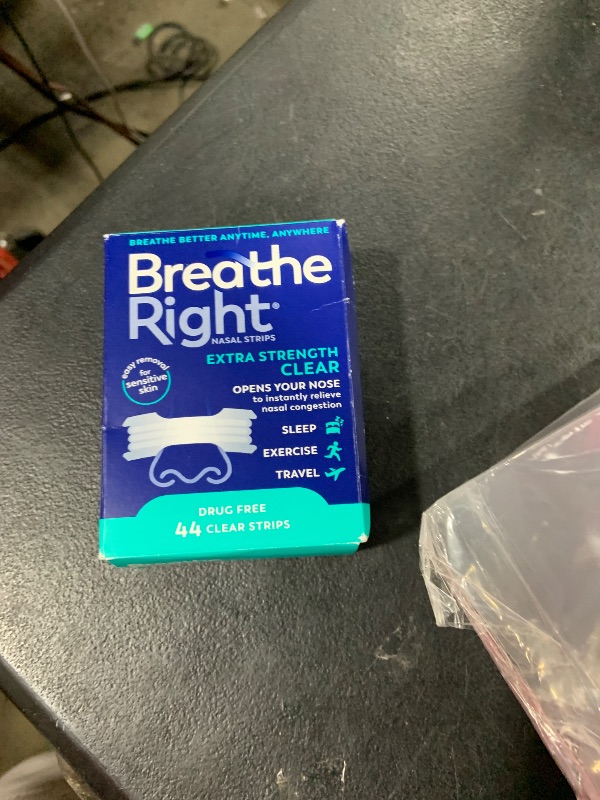 BREATHE BETTER ANYTIME, ANYWHERE
Breathe
Right®
NASAL STRIPS
EXTRA STRENGTH
CLEAR
easy removal
for
sensitive
skin
OPENS YOUR NOSE
to instantly relieve
nasal congestion
SLEEP
EXERCISE
TRAVEL
DRUG FREE
44 CLEAR STRIPS